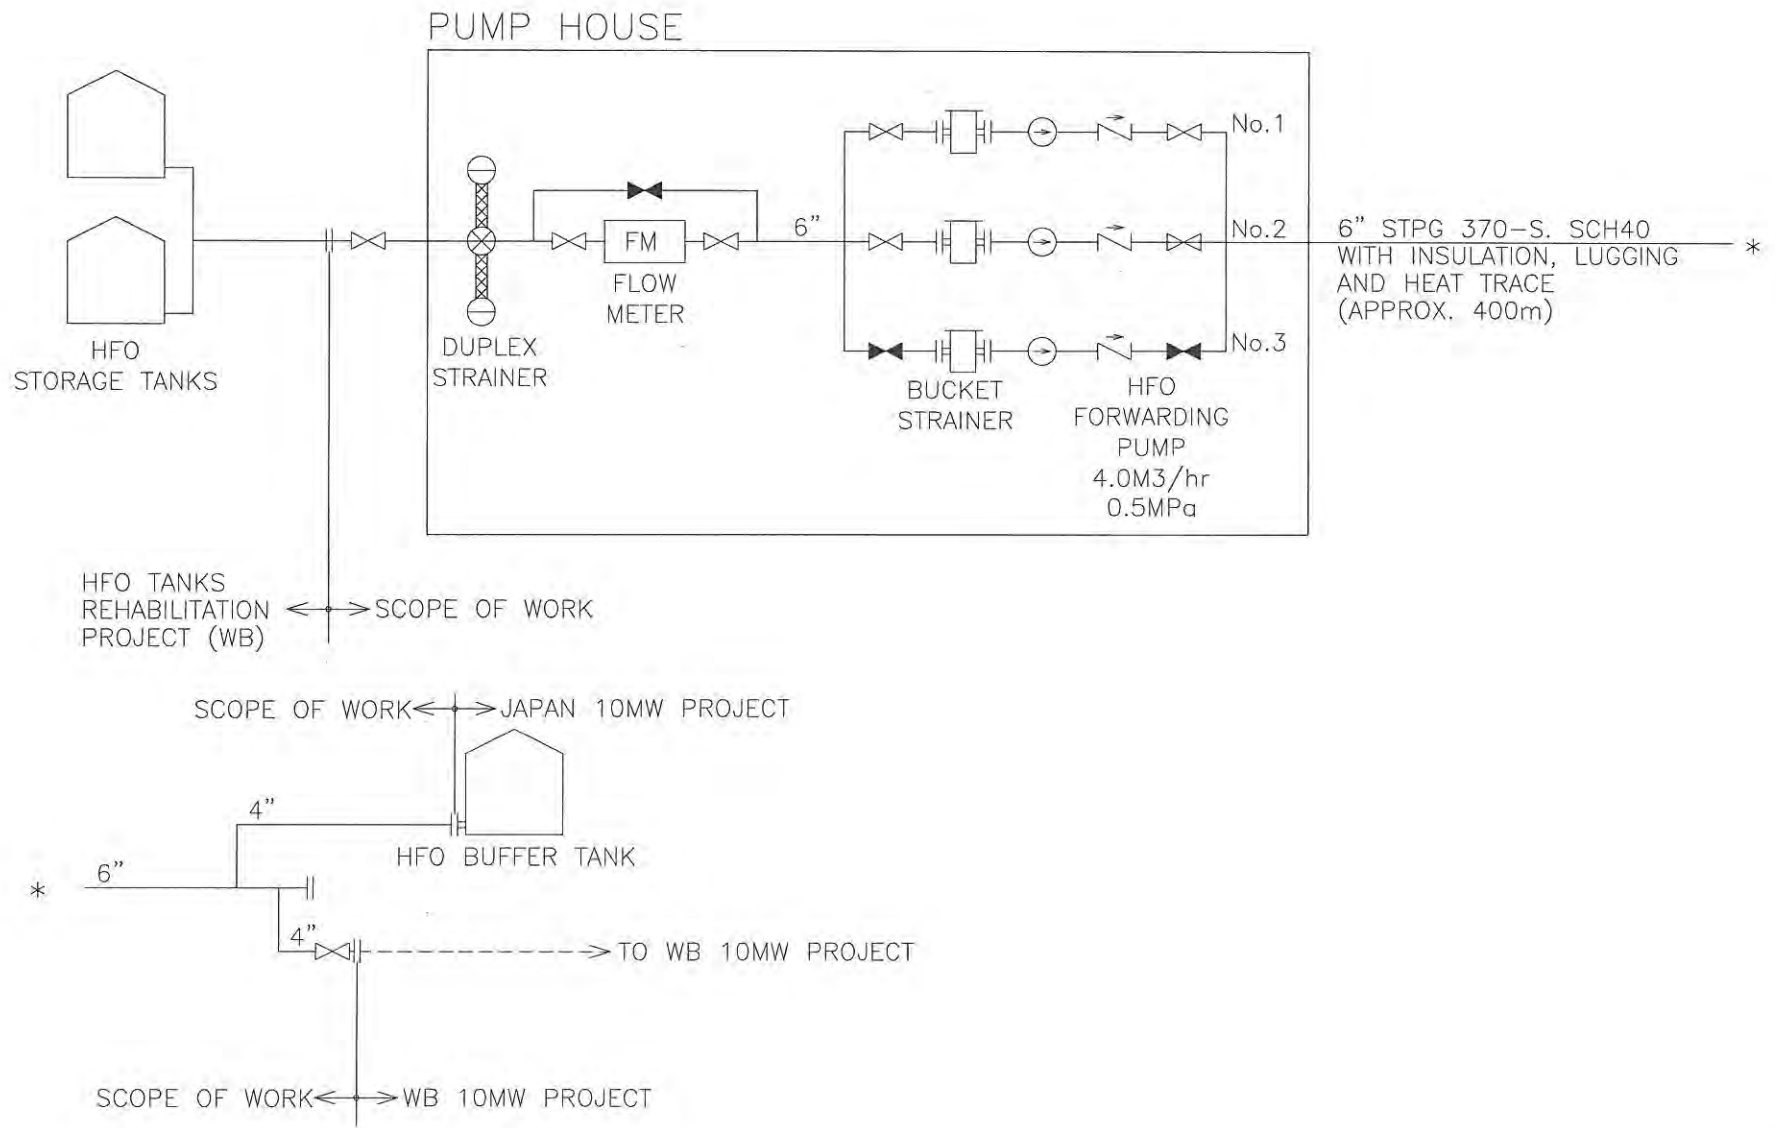 PUMP HOUSE
No.1
No.2
No.3
6"
FM
FLOW
METER
DUPLEX
STRAINER
BUCKET
STRAINER
HFO
FORWARDING
PUMP
4.0M3/hr
0.5MPa
6" STPG 370-S. SCH40
WITH INSULATION, LUGGING
AND HEAT TRACE
(APPROX. 400m)
*
HFO
STORAGE TANKS
HFO TANKS
REHABILITATION
PROJECT (WB)
SCOPE OF WORK
SCOPE OF WORK
JAPAN 10MW PROJECT
4"
HFO BUFFER TANK
*
6"
4"
TO WB 10MW PROJECT
SCOPE OF WORK
WB 10MW PROJECT